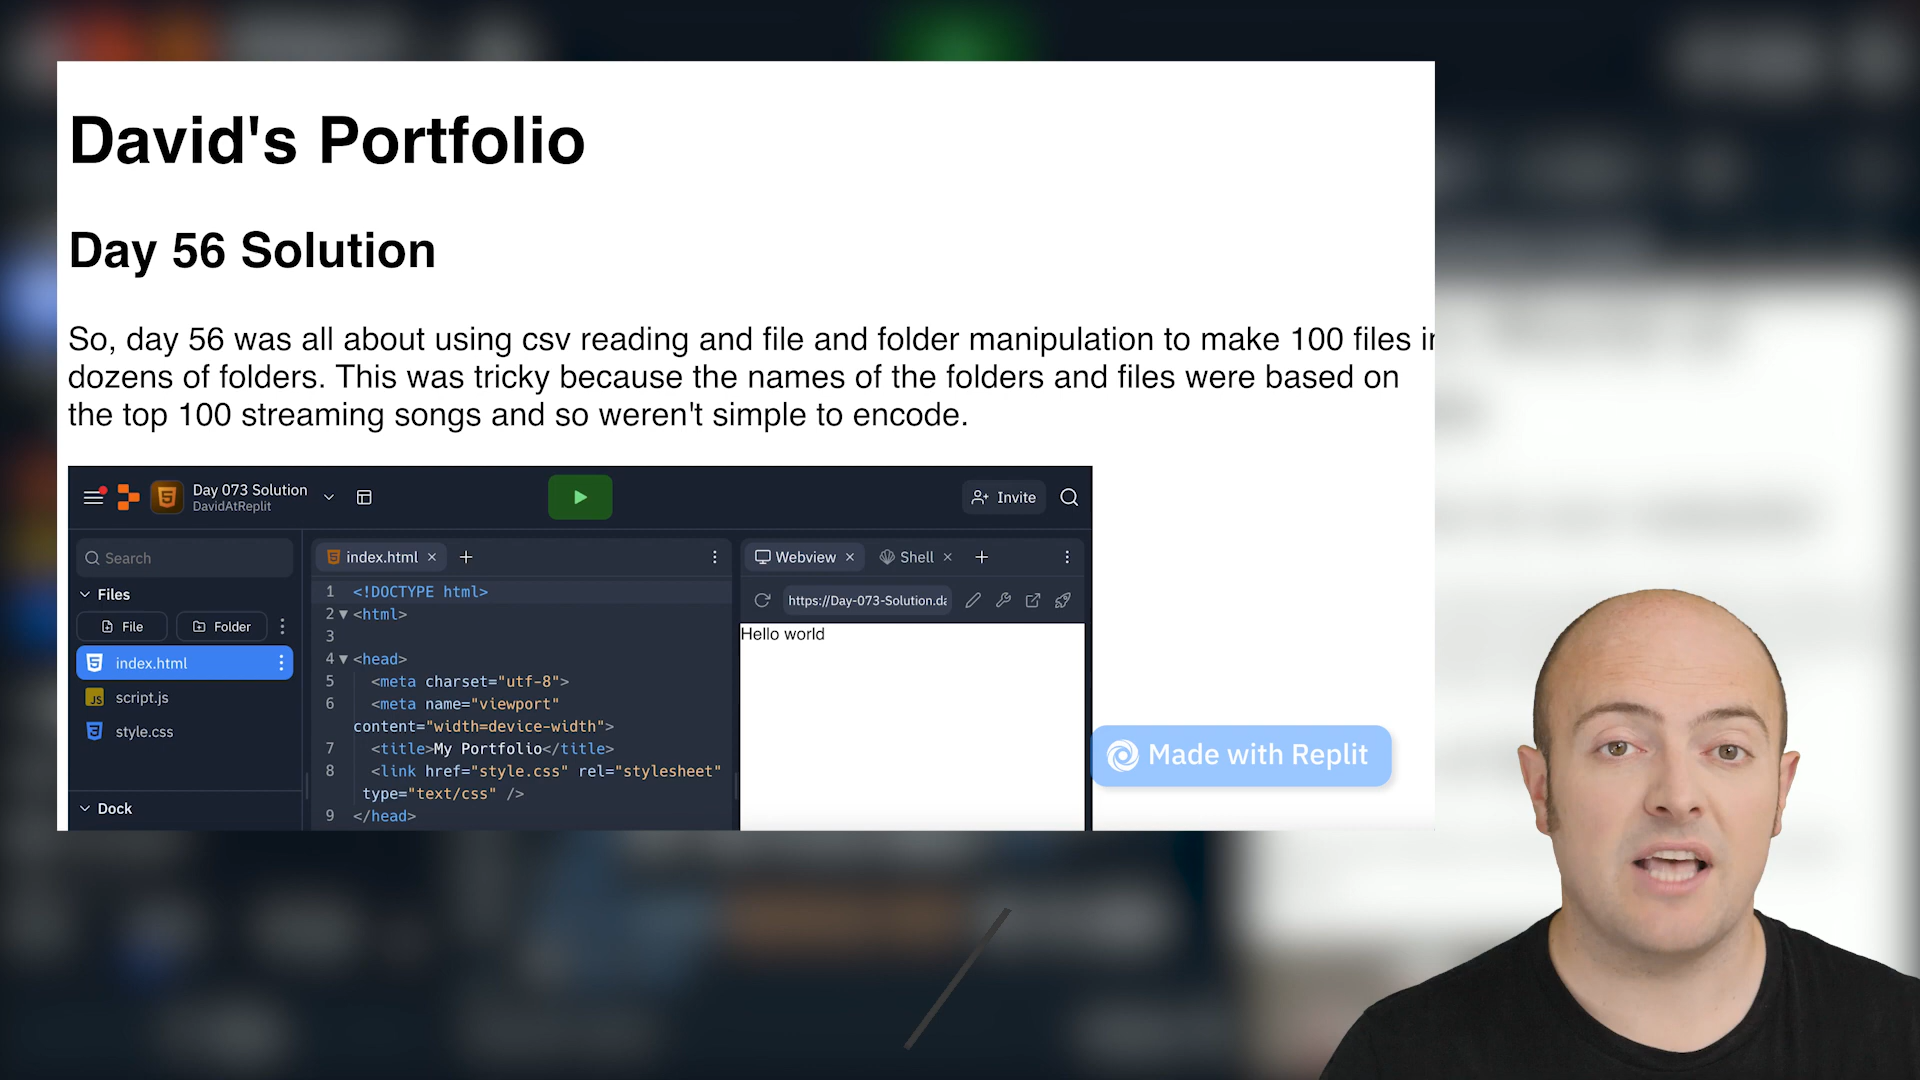 David's Portfolio
Day 56 Solution
So, day 56 was all about using csv reading and file and folder manipulation to make 100 files in
dozens of folders. This was tricky because the names of the folders and files were based on
the top 100 streaming songs and so weren't simple to encode.
Day 073 Solution
DavidAtReplit
Invite
Search
index.html
Webview
Shell
Files
https://Day-073-Solution.da
File
Folder
index.html
script.js
style.css
Dock
1 <!DOCTYPE html>
2 <html>
3
4 <head>
5 <meta charset="utf-8">
6 <meta name="viewport"
content="width=device-width">
7 <title>My Portfolio</title>
8 <link href="style.css" rel="stylesheet"
type="text/css" />
9 </head>
Hello world
Made with Replit